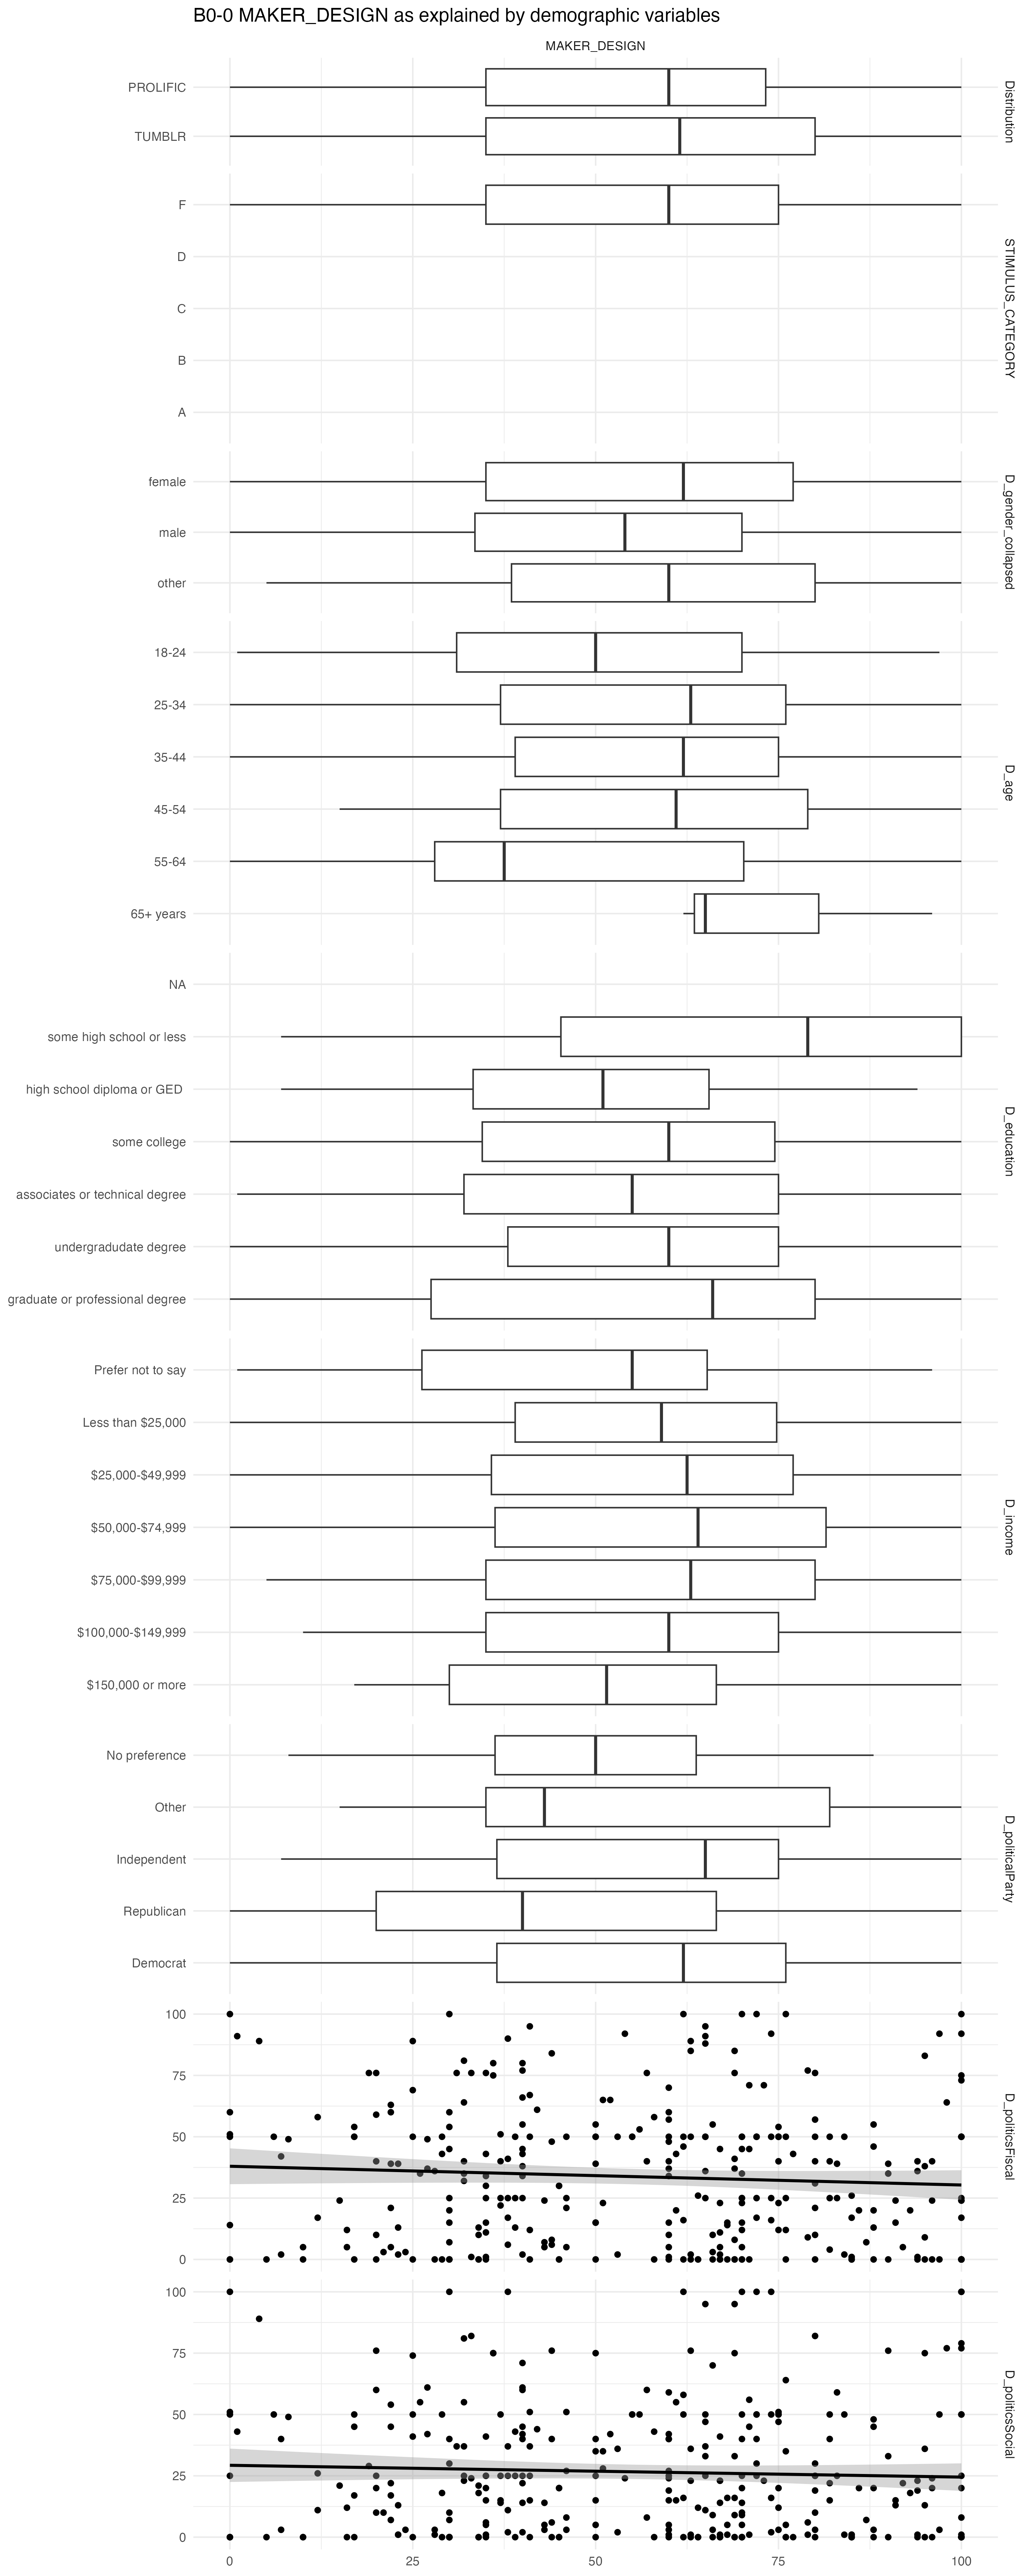 B0-0 MAKER_DESIGN as explained by demographic variables
MAKER_DESIGN
PROLIFIC
TUMBLR
Distribution
F
D
C
B
A
STIMULUS_CATEGORY
female
male
other
D_gender_collapsed
18-24
25-34
35-44
45-54
55-64
65+ years
D_age
NA
some high school or less
high school diploma or GED
some college
associates or technical degree
undergradudate degree
graduate or professional degree
D_education
Prefer not to say
Less than $25,000
$25,000-$49,999
$50,000-$74,999
$75,000-$99,999
$100,000-$149,999
$150,000 or more
D_income
No preference
Other
Independent
Republican
Democrat
D_politicalParty
100
75
50
25
0
D_politicsFiscal
100
75
50
25
0
D_politicsSocial
0 25 50 75 100